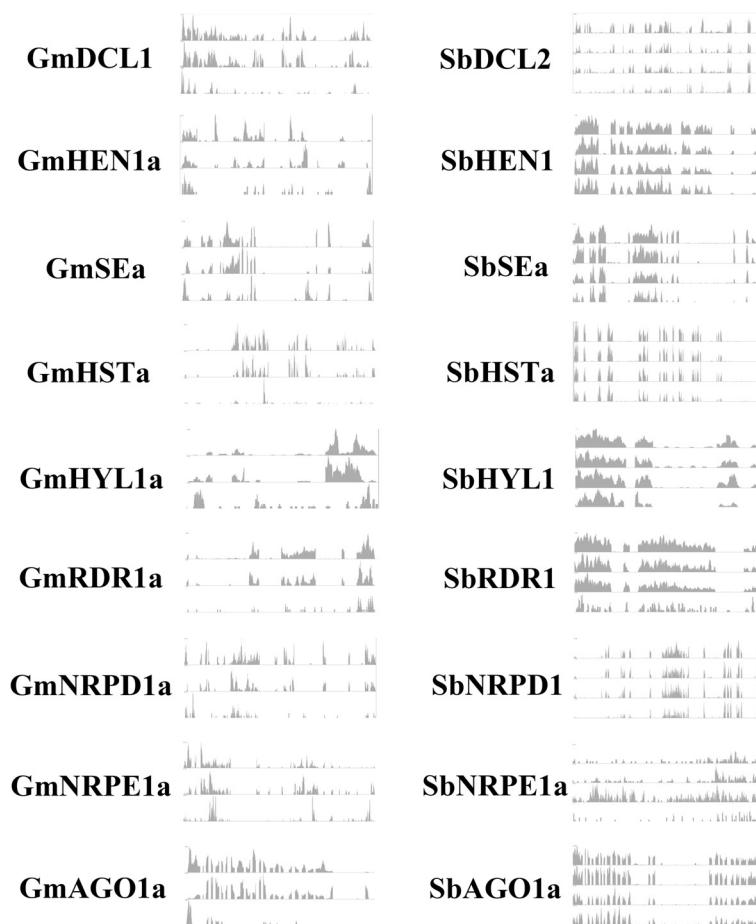 GmDCL1
SbDCL2
GmHEN1a
SbHEN1
GmSEa
SbSEa
GmHSTa
SbHSTa
GmHYL1a
SbHYL1
GmRDR1a
SbRDR1
GmNRPD1a
SbNRPD1
GmNRPE1a
SbNRPE1a
GmAGO1a
SbAGO1a